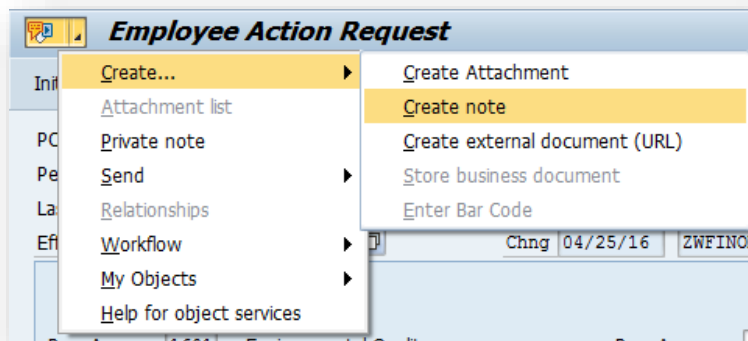 Employee Action Request
Create...
Attachment list
Private note
Send
Relationships
Workflow
My Objects
Help for object services
Create Attachment
Create note
Create external document (URL)
Store business document
Enter Bar Code
Chng 04/25/16 ZWFINO